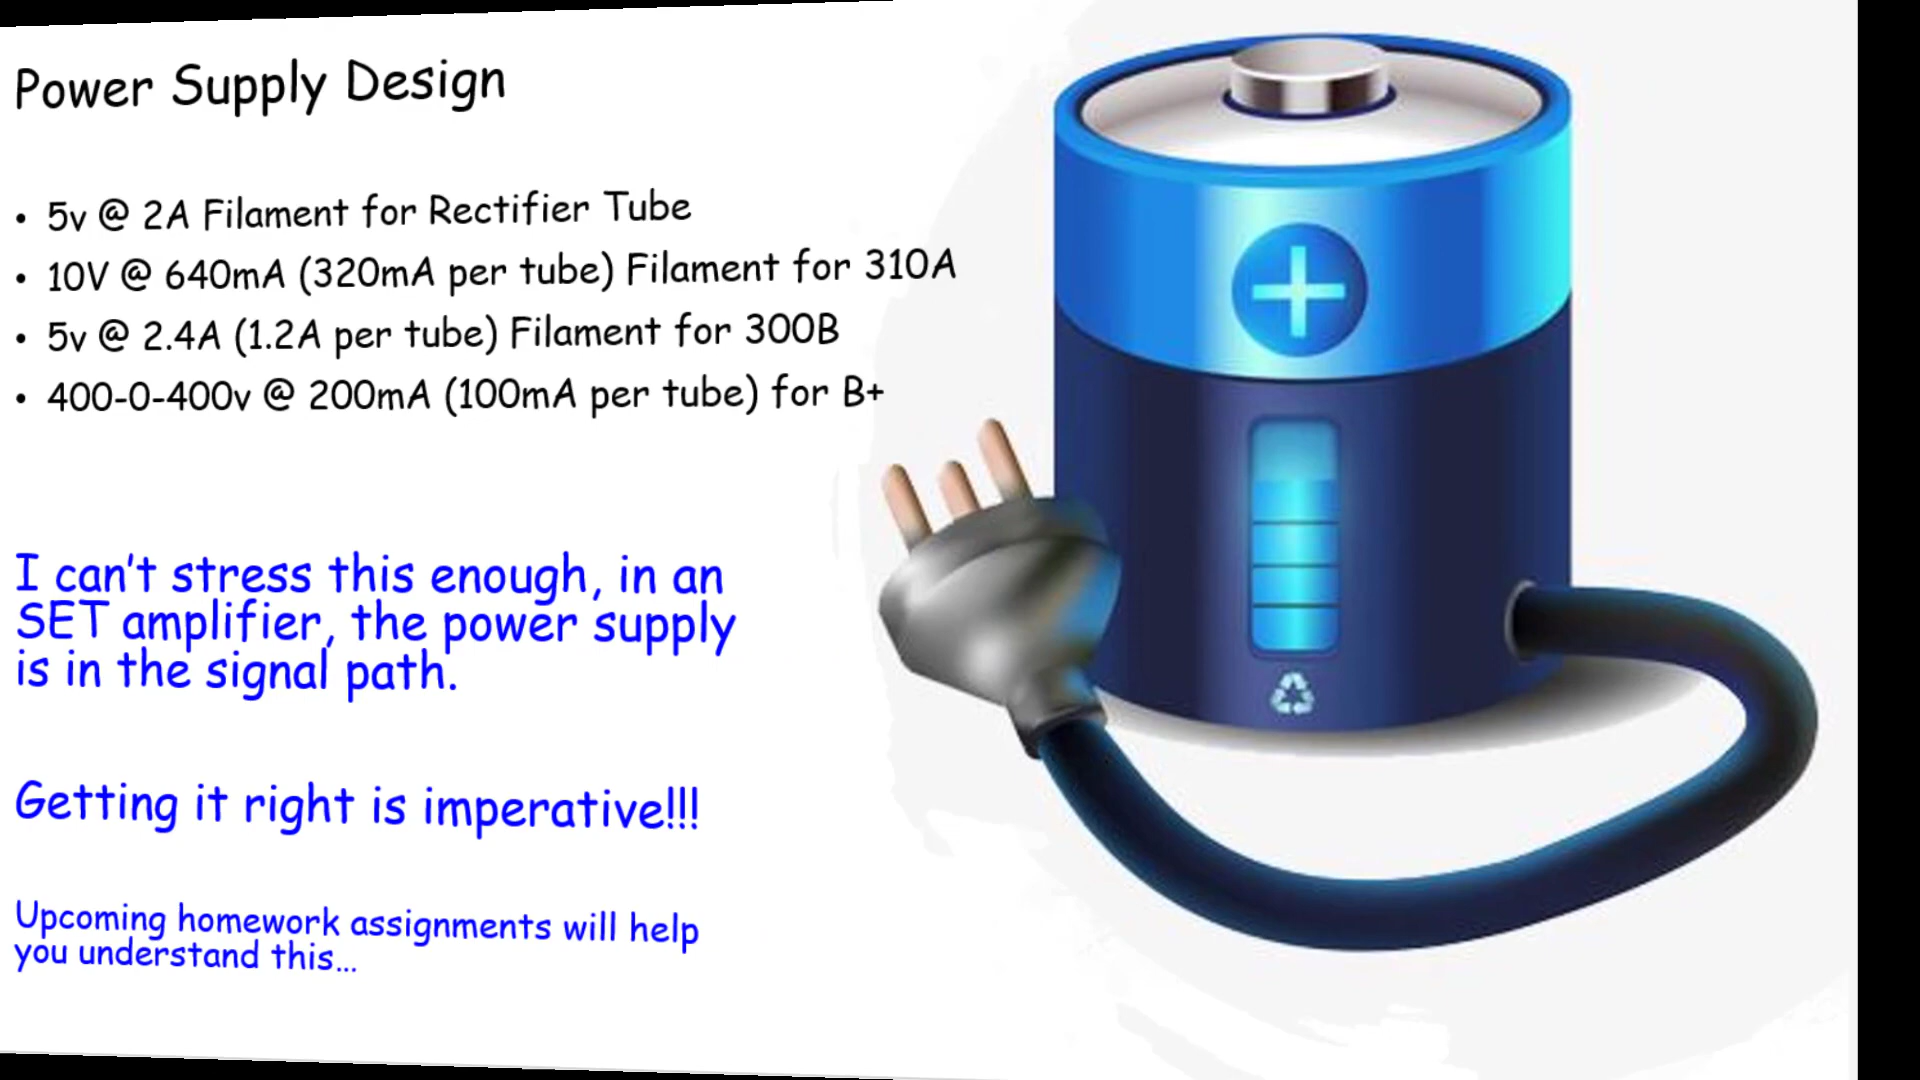 Power Supply Design
• 5v @ 2A Filament for Rectifier Tube
• 10V @ 640mA (320mA per tube) Filament for 310A
• 5v @ 2.4A (1.2A per tube) Filament for 300B
• 400-0-400v @ 200mA (100mA per tube) for B+
I can't stress this enough, in an
SET amplifier, the power supply
is in the signal path.
Getting it right is imperative!!!
Upcoming homework assignments will help
you understand this...